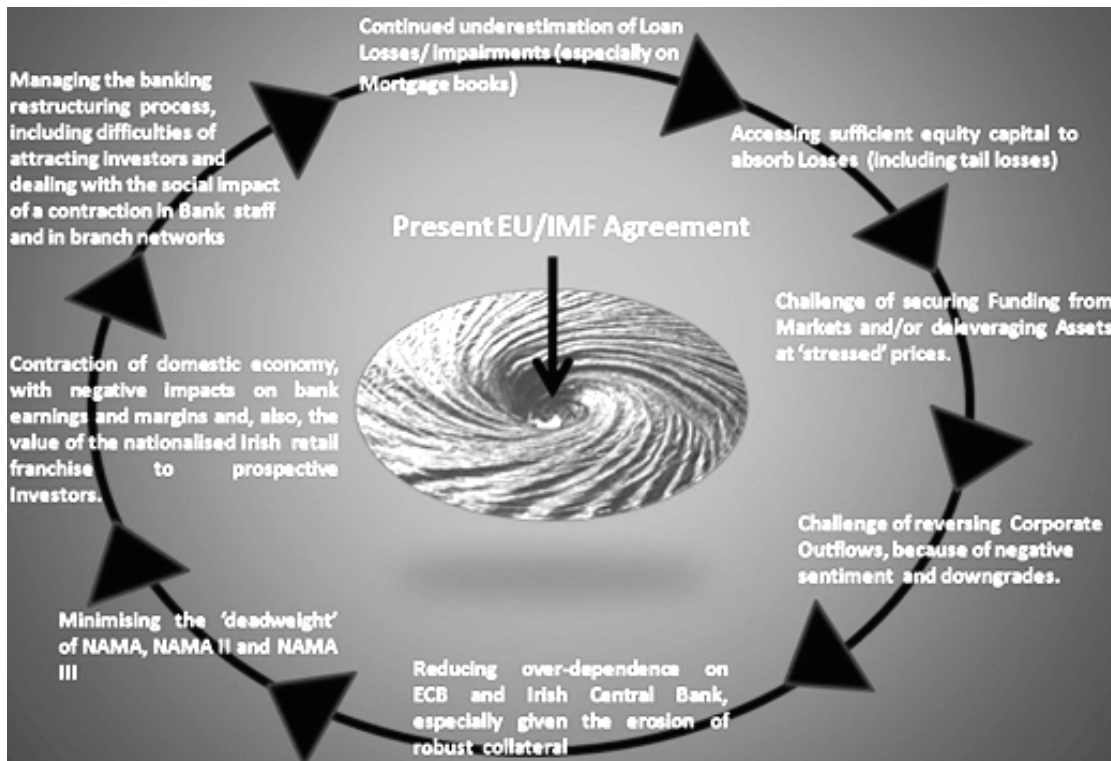 Continued underestimation of Loan
Losses/ Impairments (especially on
Mortgage books)
Accessing sufficient equity capital to
absorb Losses (including tail losses)
Challenge of securing Funding from
Markets and/or deleveraging Assets
at ‘stressed’ prices.
Challenge of reversing Corporate
Outflows, because of negative
sentiment and downgrades.
Reducing over-dependence on
ECB and Irish Central Bank,
especially given the erosion of
robust collateral
Minimising the ‘deadweight’
of NAMA, NAMA II and NAMA
III
Contraction of domestic economy,
with negative impacts on bank
earnings and margins and, also, the
value of the nationalised Irish retail
franchise to prospective
Investors.
Managing the banking
restructuring process,
including difficulties of
attracting investors and
dealing with the social impact
of a contraction in Bank staff
and in branch networks
Present EU/IMF Agreement